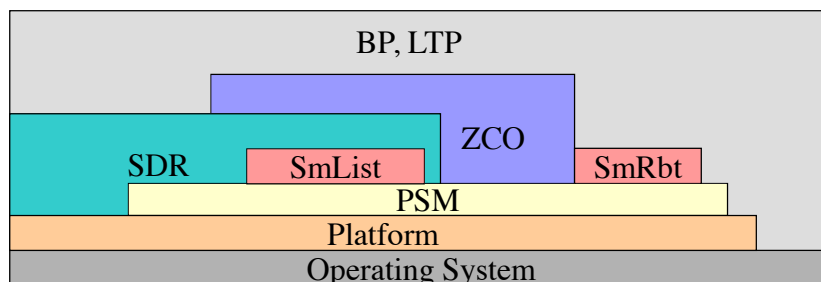 BP, LTP
ZCO
SDR
SmList
SmRbt
PSM
Platform
Operating System